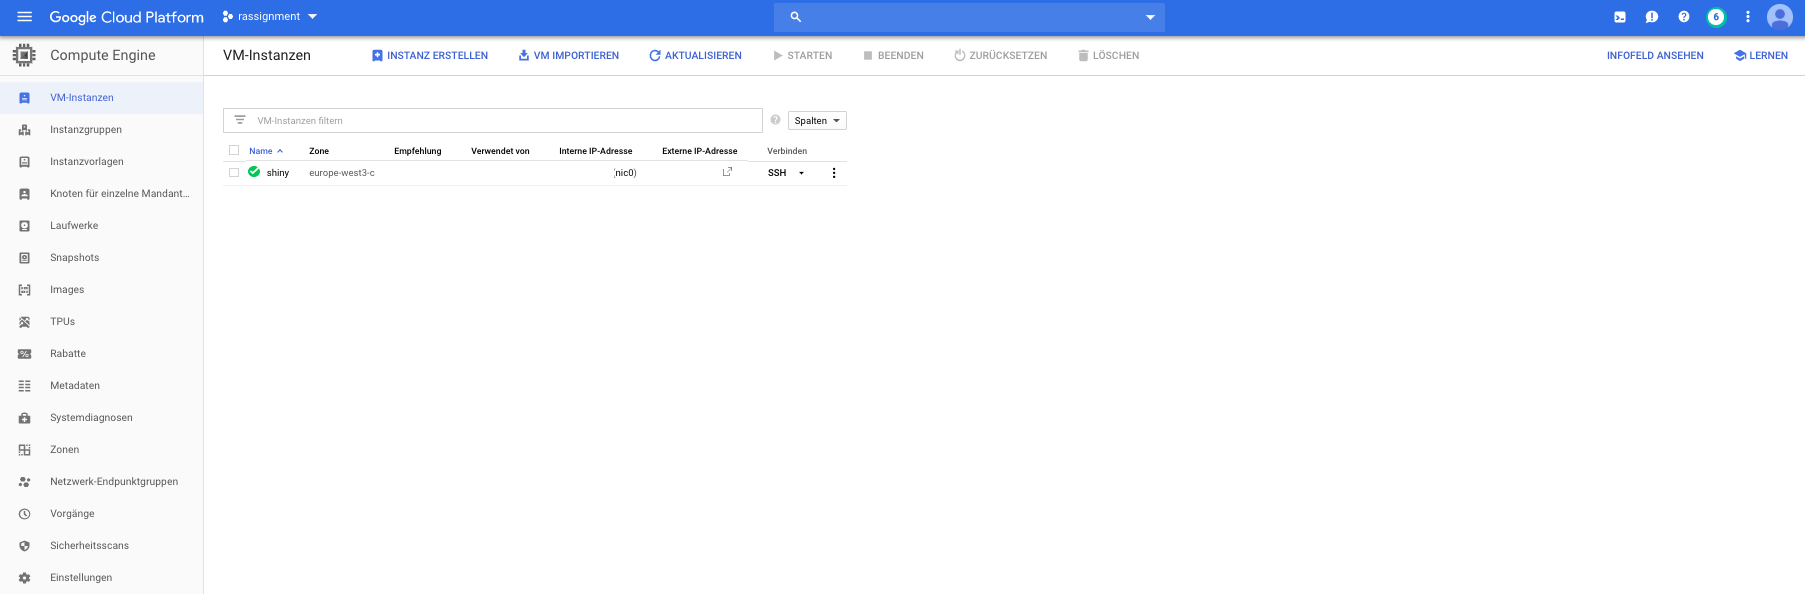 Google Cloud Platform rassignment 6
Compute Engine
VM-Instanzen INSTANZ ERSTELLEN VM IMPORTIEREN AKTUALISIEREN STARTEN BEENDEN ZURÜCKSETZEN LÖSCHEN INFOFELD ANSEHEN LERNEN
VM-Instanzen
Instanzgruppen
Instanzvorlagen
Knoten für einzelne Mandant...
Laufwerke
Snapshots
Images
TPUs
Rabatte
Metadaten
Systemdiagnosen
Zonen
Netzwerk-Endpunktgruppen
Vorgänge
Sicherheitsscans
Einstellungen
VM-Instanzen filtern Spalten
Name Zone Empfehlung Verwendet von Interne IP-Adresse Externe IP-Adresse Verbinden
shiny europe-west3-c (nic0) SSH